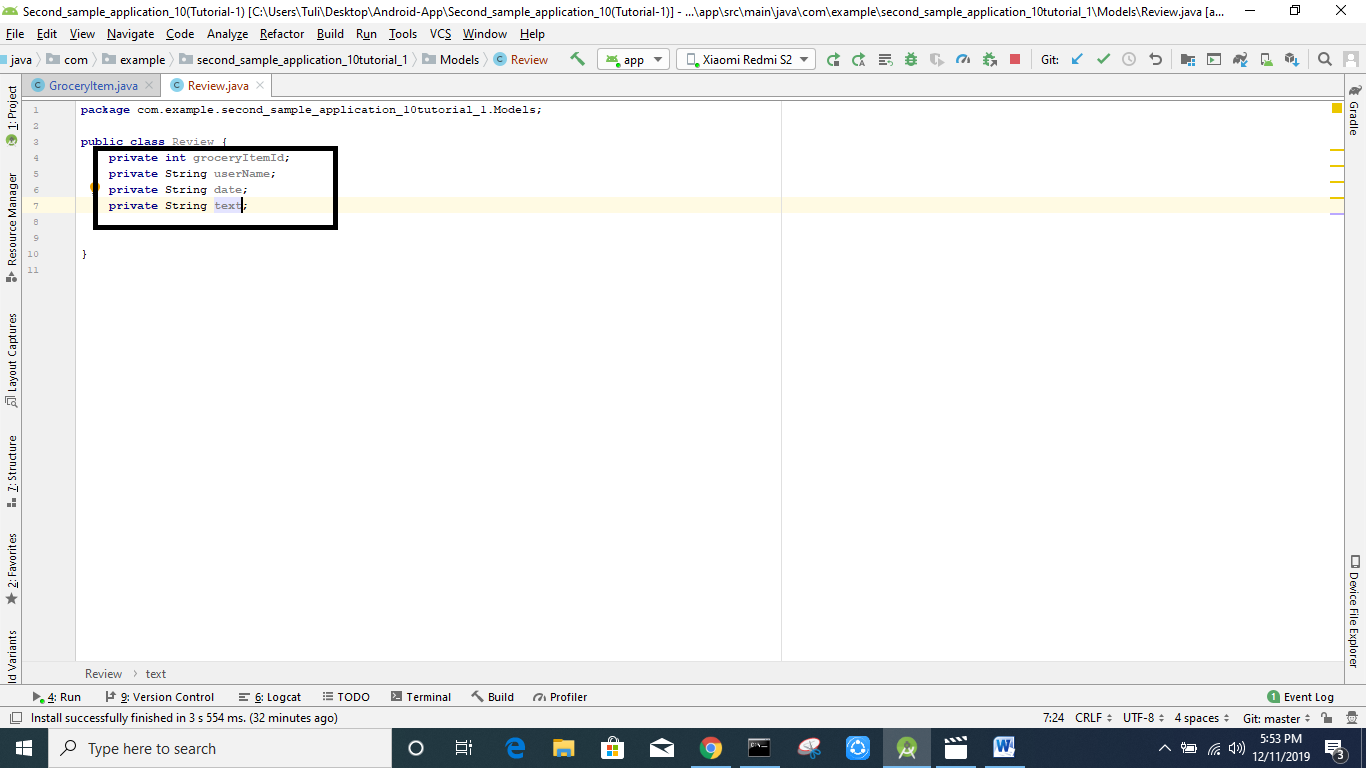 Second_sample_application_10(Tutorial-1) [C:\Users\Tuli\Desktop\Android-App\Second_sample_application_10(Tutorial-1)] - ...\app\src\main\java\com\example\second_sample_application_10tutorial_1\Models\Review.java [a...
File Edit View Navigate Code Analyze Refactor Build Run Tools VCS Window Help
java com example second_sample_application_10tutorial_1 Models Review app Xiaomi Redmi S2 Git:
GroceryItem.java Review.java
1 package com.example.second_sample_application_10tutorial_1.Models;
2
3 public class Review {
4 private int groceryItemId;
5 private String userName;
6 private String date;
7 private String text;
8
9
10 }
11
1: Project
Resource Manager
Layout Captures
7: Structure
2: Favorites
ld Variants
Gradle
Device File Explorer
Review text
4: Run 9: Version Control 6: Logcat TODO Terminal Build Profiler 1 Event Log
Install successfully finished in 3 s 554 ms. (32 minutes ago) 7:24 CRLF UTF-8 4 spaces Git: master
Type here to search
5:53 PM
12/11/2019
3